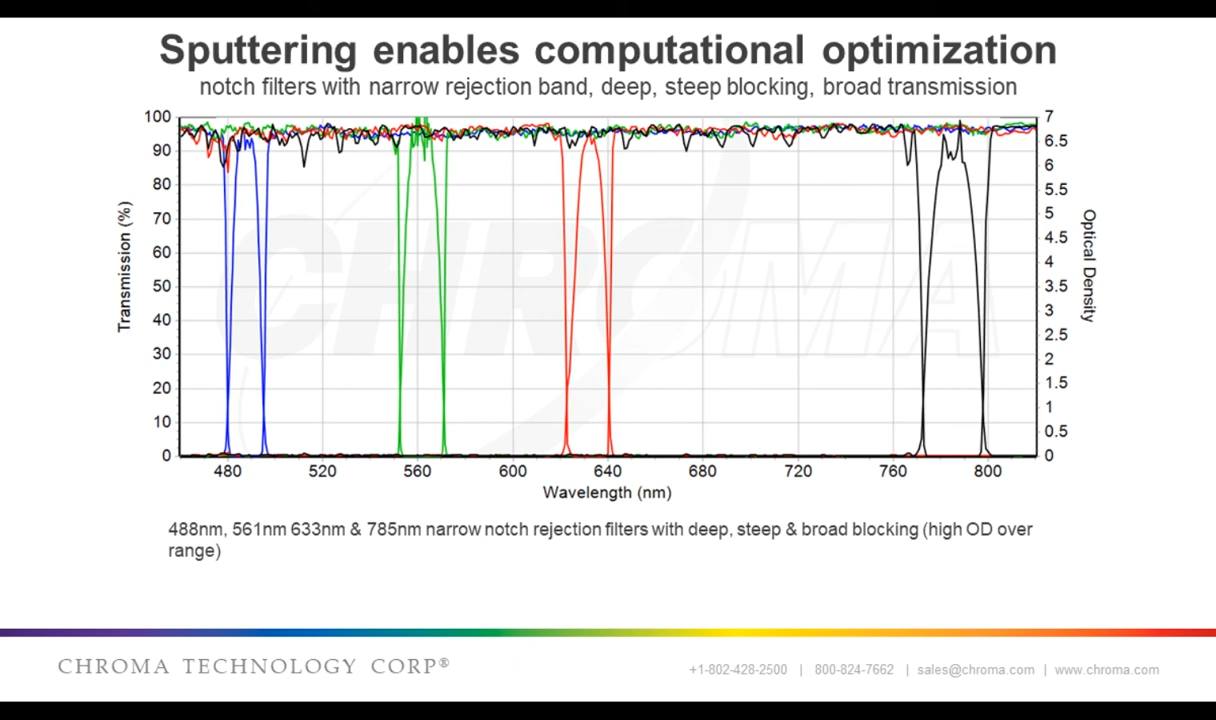 Sputtering enables computational optimization
notch filters with narrow rejection band, deep, steep blocking, broad transmission
100
90
80
70
60
50
40
30
20
10
0
Transmission (%)
7
6.5
6
5.5
5
4.5
4
3.5
3
2.5
2
1.5
1
0.5
0
Optical Density
CHROMA
480 520 560 600 640 680 720 760 800
Wavelength (nm)
488nm, 561nm 633nm & 785nm narrow notch rejection filters with deep, steep & broad blocking (high OD over
range)
CHROMA TECHNOLOGY CORP®
+1-802-428-2500 | 800-824-7662 | sales@chroma.com | www.chroma.com